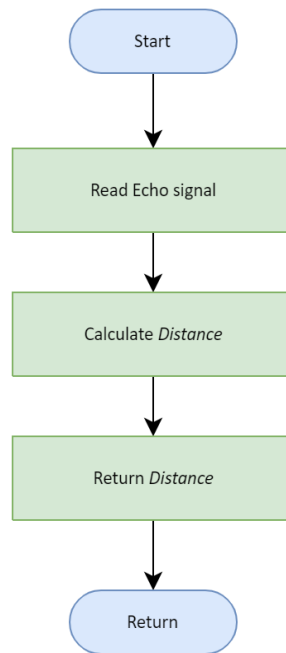 Start
Read Echo signal
Calculate Distance
Return Distance
Return